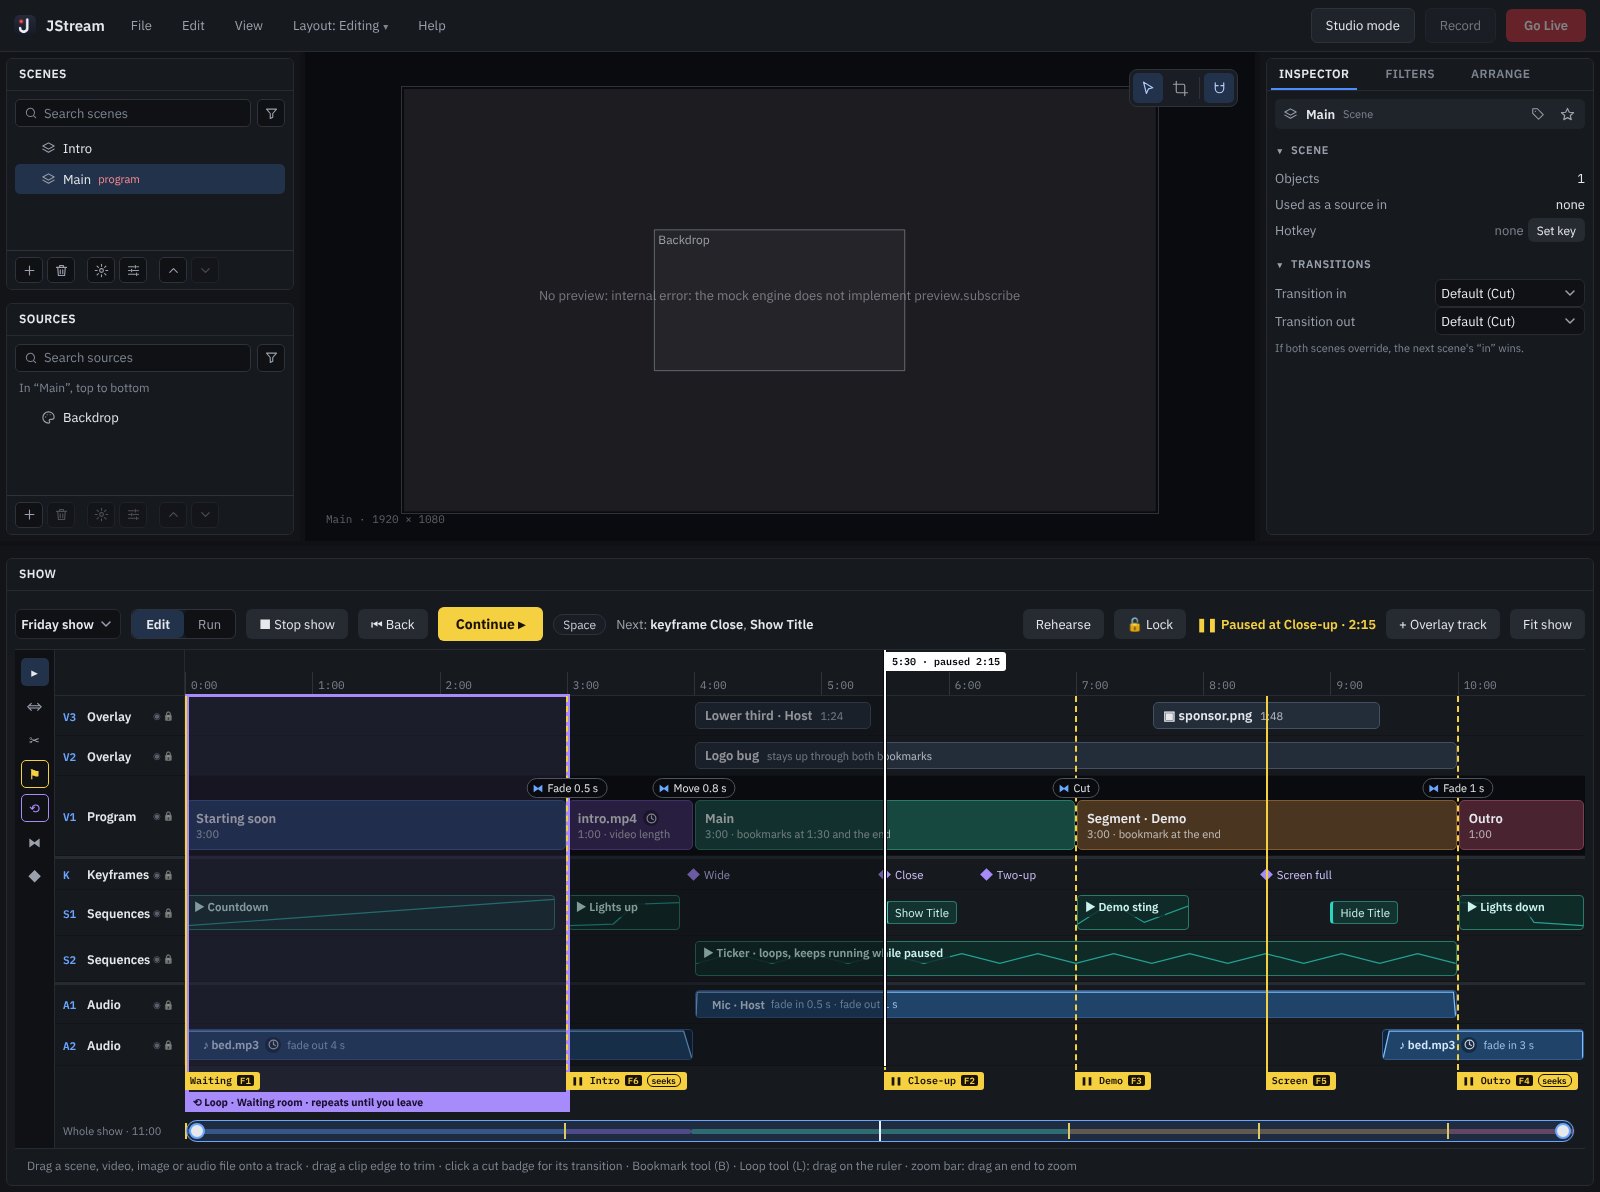 JStream File Edit View Layout: Editing ▾ Help Studio mode Record Go Live
SCENES
Search scenes
Intro
Main program
SOURCES
Search sources
In “Main”, top to bottom
Backdrop
Backdrop
No preview: internal error: the mock engine does not implement preview.subscribe
Main · 1920 × 1080
INSPECTOR FILTERS ARRANGE
Main Scene
▾ SCENE
Objects 1
Used as a source in none
Hotkey none Set key
▾ TRANSITIONS
Transition in Default (Cut)
Transition out Default (Cut)
If both scenes override, the next scene's “in” wins.
SHOW
Friday show Edit Run Stop show Back Continue ▸ Space Next: keyframe Close, Show Title Rehearse Lock Paused at Close-up · 2:15 + Overlay track Fit show
5:30 · paused 2:15
0:00 1:00 2:00 3:00 4:00 5:00 6:00 7:00 8:00 9:00 10:00
V3 Overlay Lower third · Host 1:24 sponsor.png 1:48
V2 Overlay Logo bug stays up through both bookmarks
Fade 0.5 s Move 0.8 s Cut Fade 1 s
V1 Program
Starting soon
3:00
intro.mp4
1:00 · video length
Main
3:00 · bookmarks at 1:30 and the end
Segment · Demo
3:00 · bookmark at the end
Outro
1:00
K Keyframes Wide Close Two-up Screen full
S1 Sequences Countdown Lights up Show Title Demo sting Hide Title Lights down
S2 Sequences Ticker · loops, keeps running while paused
A1 Audio Mic · Host fade in 0.5 s · fade out s
A2 Audio ♪ bed.mp3 fade out 4 s ♪ bed.mp3 fade in 3 s
Waiting F1 Intro F6 seeks Close-up F2 Demo F3 Screen F5 Outro F4 seeks
⟲ Loop · Waiting room · repeats until you leave
Whole show · 11:00
Drag a scene, video, image or audio file onto a track · drag a clip edge to trim · click a cut badge for its transition · Bookmark tool (B) · Loop tool (L): drag on the ruler · zoom bar: drag an end to zoom